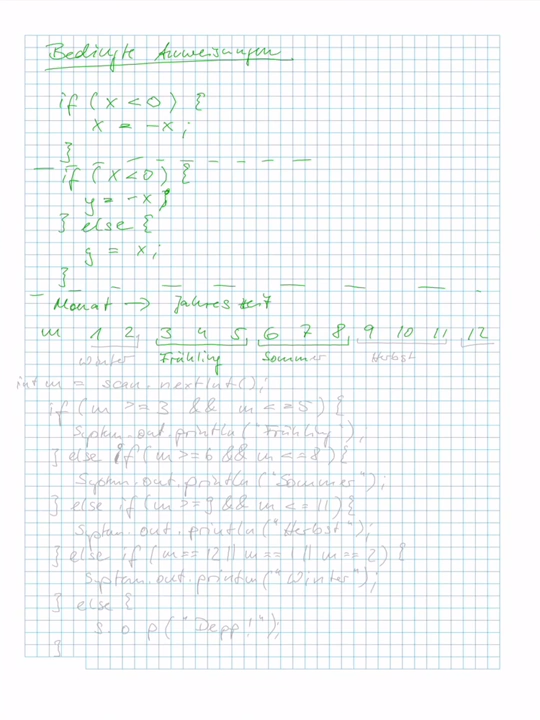 Bedingte Anweisungen
if (x < 0) {
x = -x;
}
if (x < 0) {
y = -x;
} else {
y = x;
}
Monat → Jahreszeit
m 1 2, 3 4 5, 6 7 8, 9 10 11, 12
Winter Frühling Sommer Herbst
int m = scan.nextInt();
if (m >= 3 && m <= 5) {
System.out.println("Frühling");
} else if (m >= 6 && m <= 8) {
System.out.println("Sommer");
} else if (m >= 9 && m <= 11) {
System.out.println("Herbst");
} else if (m == 12 || m == 1 || m == 2) {
System.out.println("Winter");
} else {
s.o.p("Depp!");
}